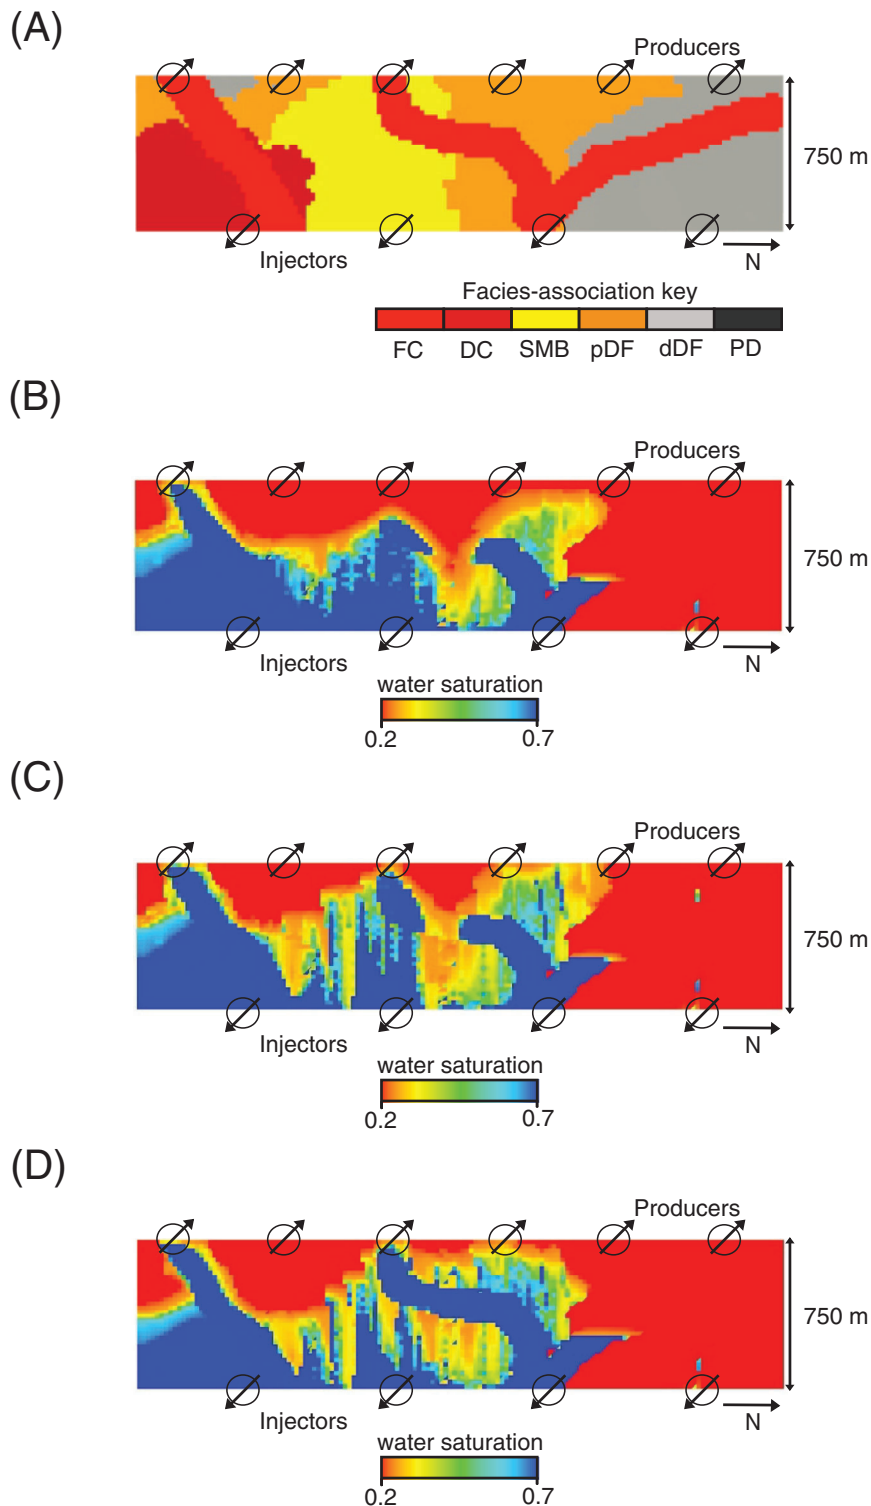 (A)
Producers
750 m
Injectors
N
Facies-association key
FC DC SMB pDF dDF PD
(B)
Producers
750 m
Injectors
N
water saturation
0.2 0.7
(C)
Producers
750 m
Injectors
N
water saturation
0.2 0.7
(D)
Producers
750 m
Injectors
N
water saturation
0.2 0.7